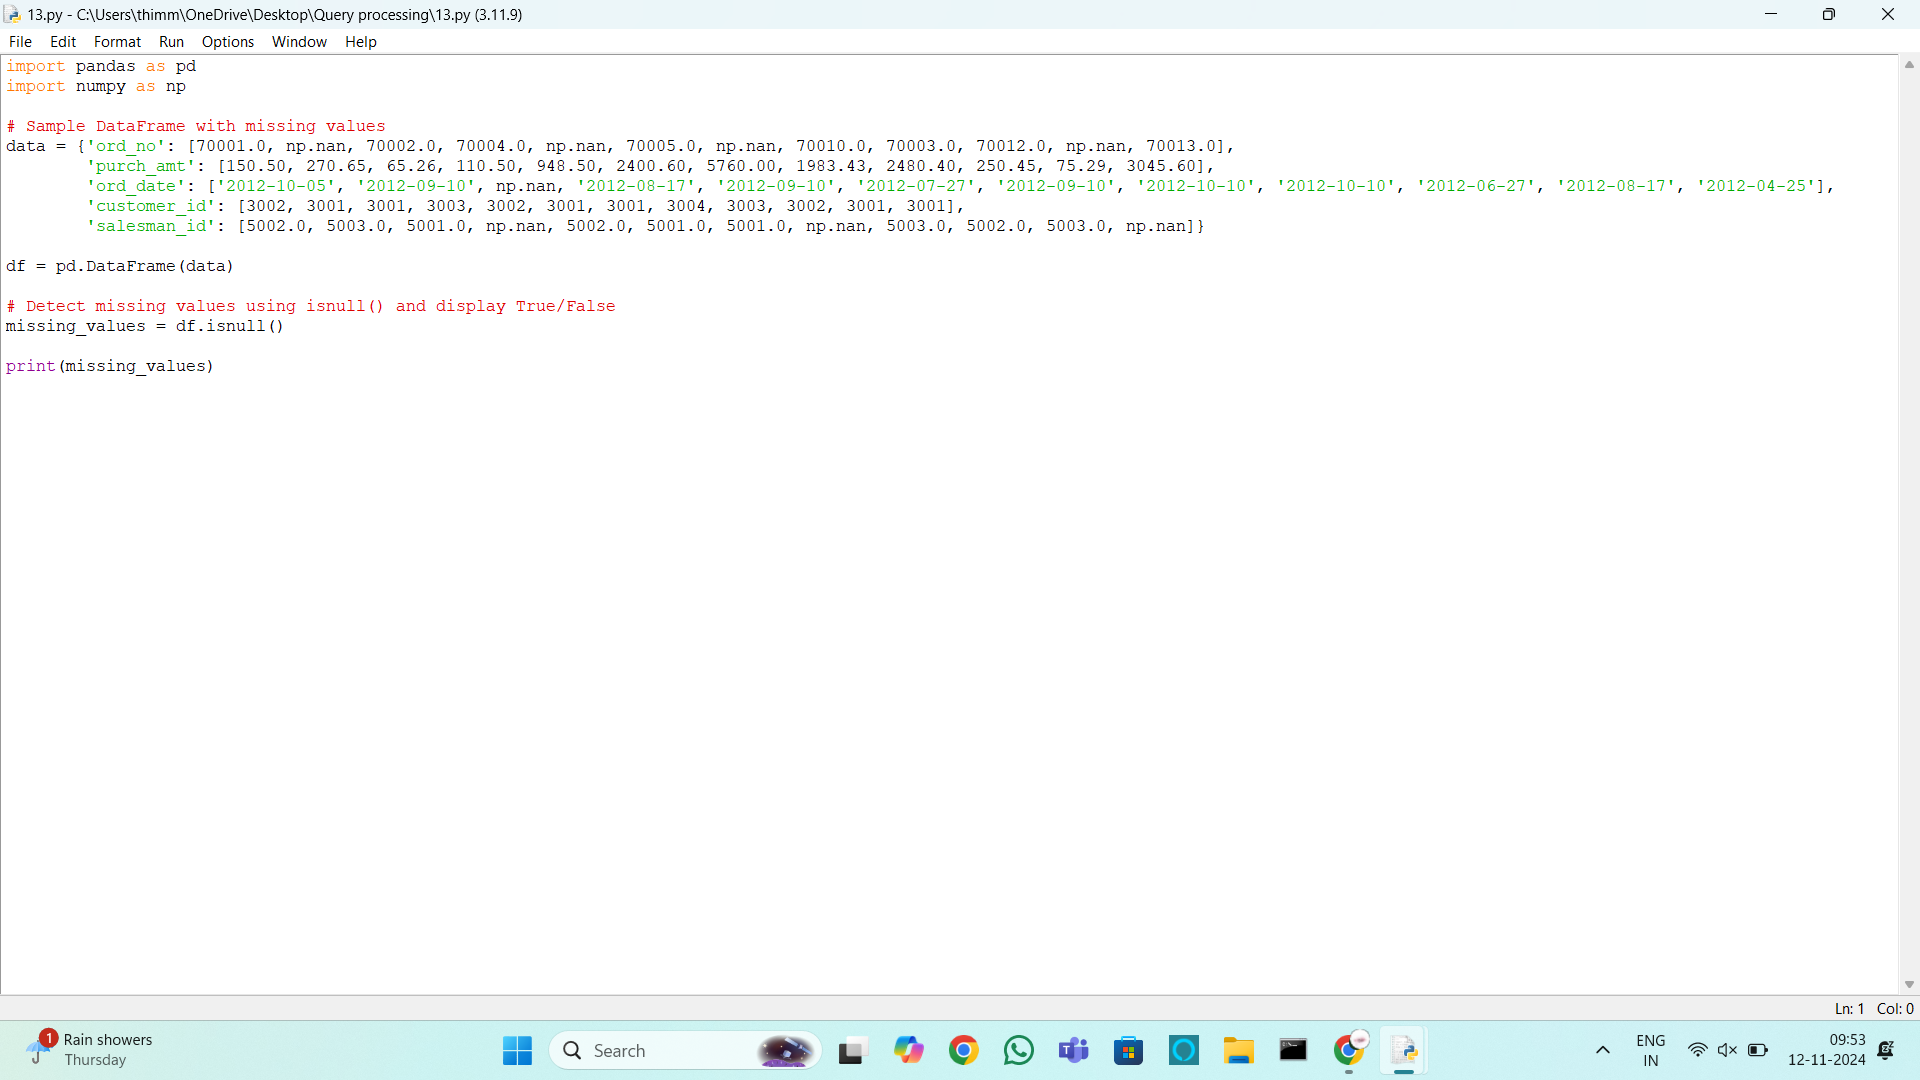 13.py - C:\Users\thimm\OneDrive\Desktop\Query processing\13.py (3.11.9)
File Edit Format Run Options Window Help
import pandas as pd
import numpy as np
# Sample DataFrame with missing values
data = {'ord_no': [70001.0, np.nan, 70002.0, 70004.0, np.nan, 70005.0, np.nan, 70010.0, 70003.0, 70012.0, np.nan, 70013.0],
        'purch_amt': [150.50, 270.65, 65.26, 110.50, 948.50, 2400.60, 5760.00, 1983.43, 2480.40, 250.45, 75.29, 3045.60],
        'ord_date': ['2012-10-05', '2012-09-10', np.nan, '2012-08-17', '2012-09-10', '2012-07-27', '2012-09-10', '2012-10-10', '2012-10-10', '2012-06-27', '2012-08-17', '2012-04-25'],
        'customer_id': [3002, 3001, 3001, 3003, 3002, 3001, 3001, 3004, 3003, 3002, 3001, 3001],
        'salesman_id': [5002.0, 5003.0, 5001.0, np.nan, 5002.0, 5001.0, 5001.0, np.nan, 5003.0, 5002.0, 5003.0, np.nan]}
df = pd.DataFrame(data)
# Detect missing values using isnull() and display True/False
missing_values = df.isnull()
print(missing_values)
Ln: 1 Col: 0
1
Rain showers
Thursday
Search
ENG
IN
09:53
12-11-2024